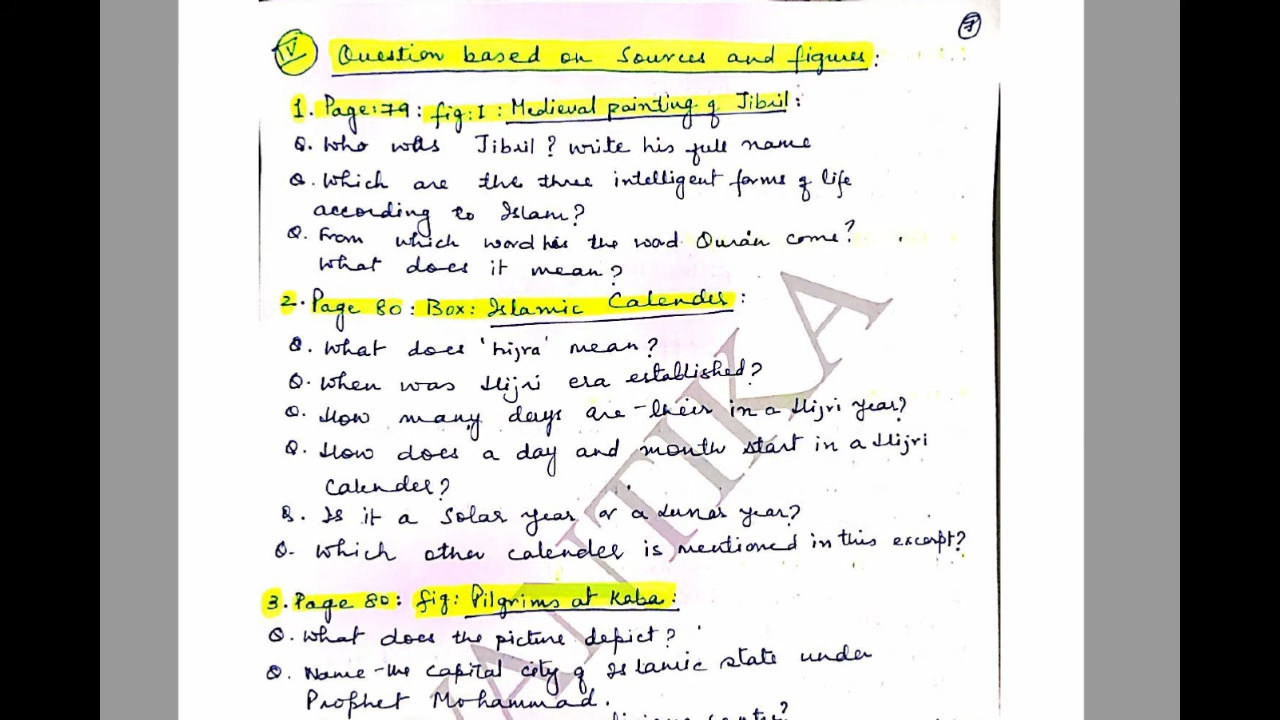 7
IV Question based on Sources and figures:
1. Page: 79: fig: I: Medieval painting of Jibril:
Q. Who was Jibril? write his full name
Q. Which are the three intelligent forms of life
according to Islam?
Q. From which word has the word Quran come?
What does it mean?
2. Page 80: Box: Islamic Calender:
Q. What does 'hijra' mean?
Q. When was Hijri era established?
Q. How many days are their in a Hijri year?
Q. How does a day and month start in a Hijri
Calender?
Q. Is it a Solar year or a Lunar year?
Q. Which other calender is mentioned in this excerpt?
3. Page 80: fig: Pilgrims at Kaba:
Q. What does the picture depict?
Q. Name the capital city of Islamic state under
Prophet Mohammad.
center?
ANTIKA